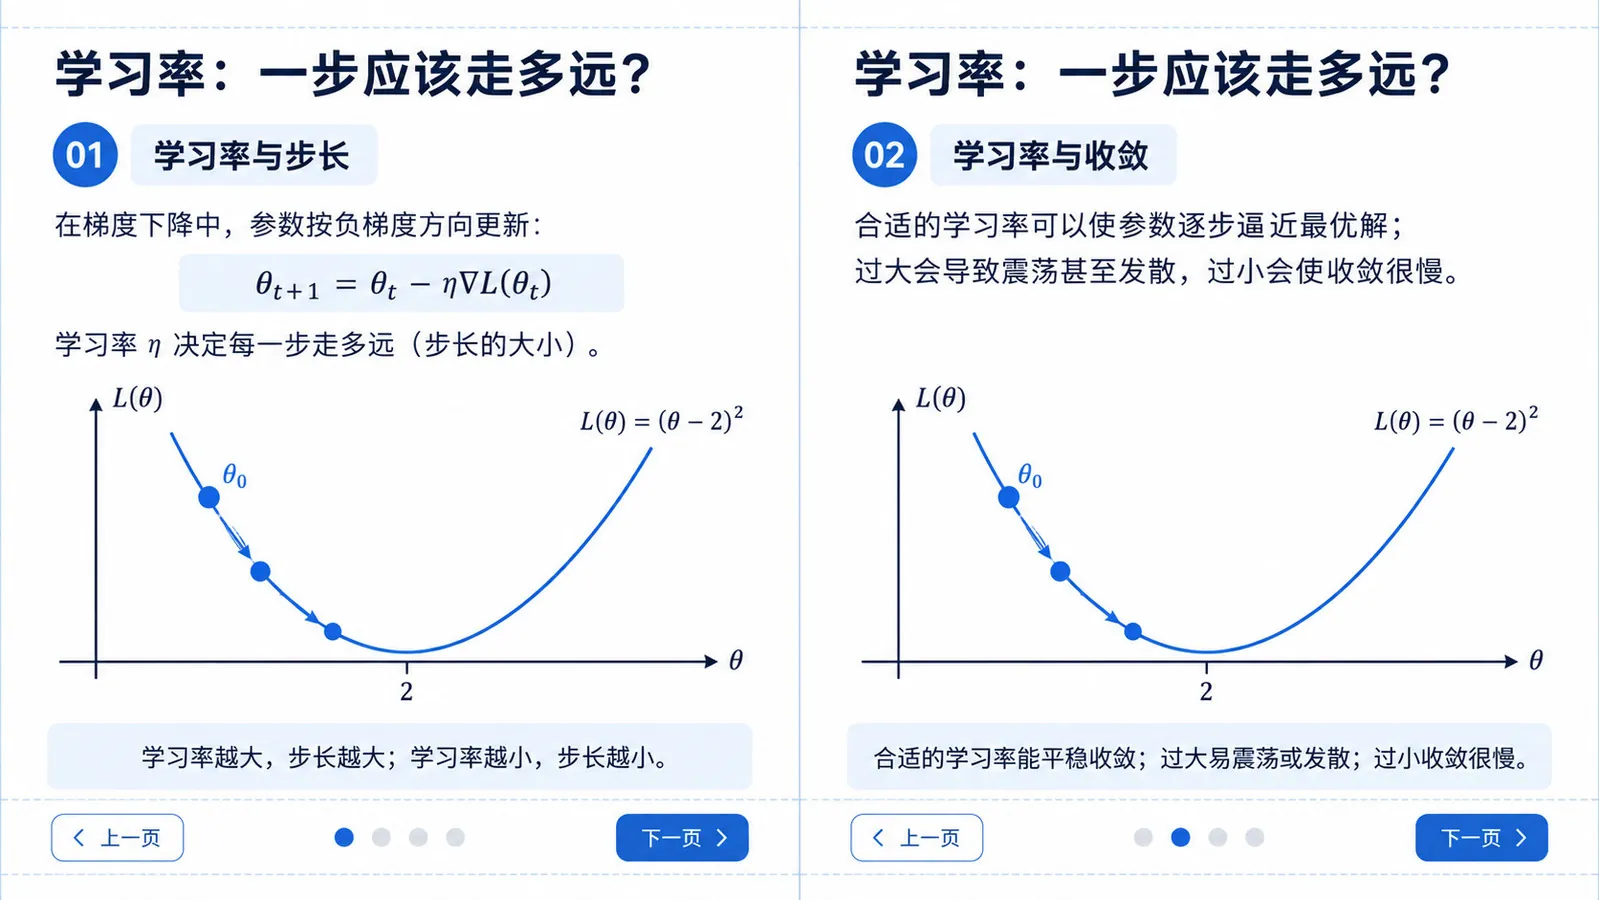 学习率：一步应该走多远？
01 学习率与步长
在梯度下降中，参数按负梯度方向更新：
θ_{t+1} = θ_t − η∇L(θ_t)
学习率 η 决定每一步走多远（步长的大小）。
L(θ)
L(θ) = (θ − 2)²
θ₀
θ
2
学习率越大，步长越大；学习率越小，步长越小。
上一页
下一页
学习率：一步应该走多远？
02 学习率与收敛
合适的学习率可以使参数逐步逼近最优解；
过大会导致震荡甚至发散，过小会使收敛很慢。
L(θ)
L(θ) = (θ − 2)²
θ₀
θ
2
合适的学习率能平稳收敛；过大易震荡或发散；过小收敛很慢。
上一页
下一页